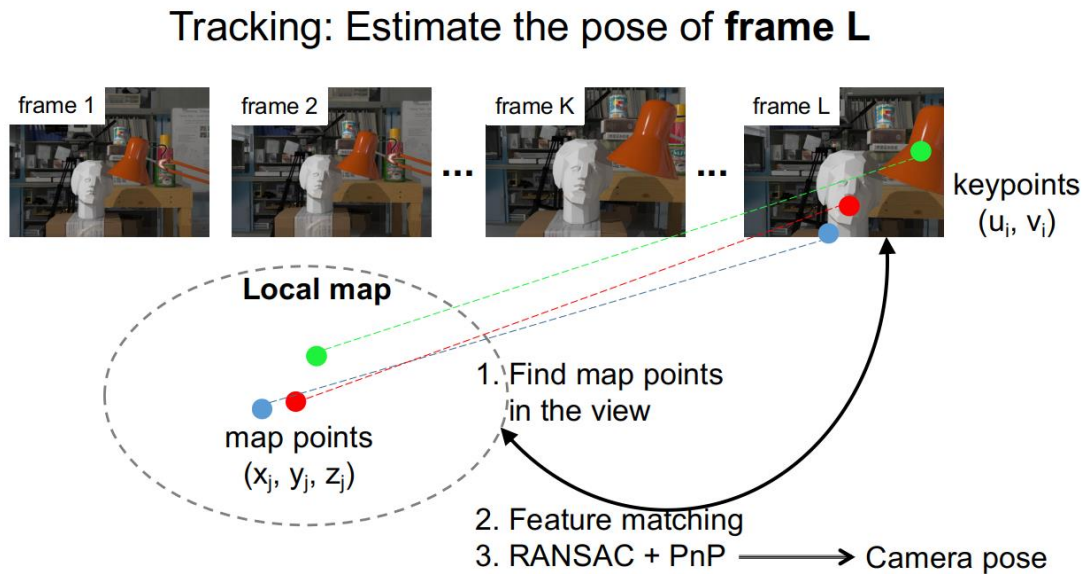 Tracking: Estimate the pose of frame L
frame 1
frame 2
...
frame K
...
frame L
keypoints
(uᵢ, vᵢ)
Local map
map points
(xⱼ, yⱼ, zⱼ)
1. Find map points
in the view
2. Feature matching
3. RANSAC + PnP
Camera pose